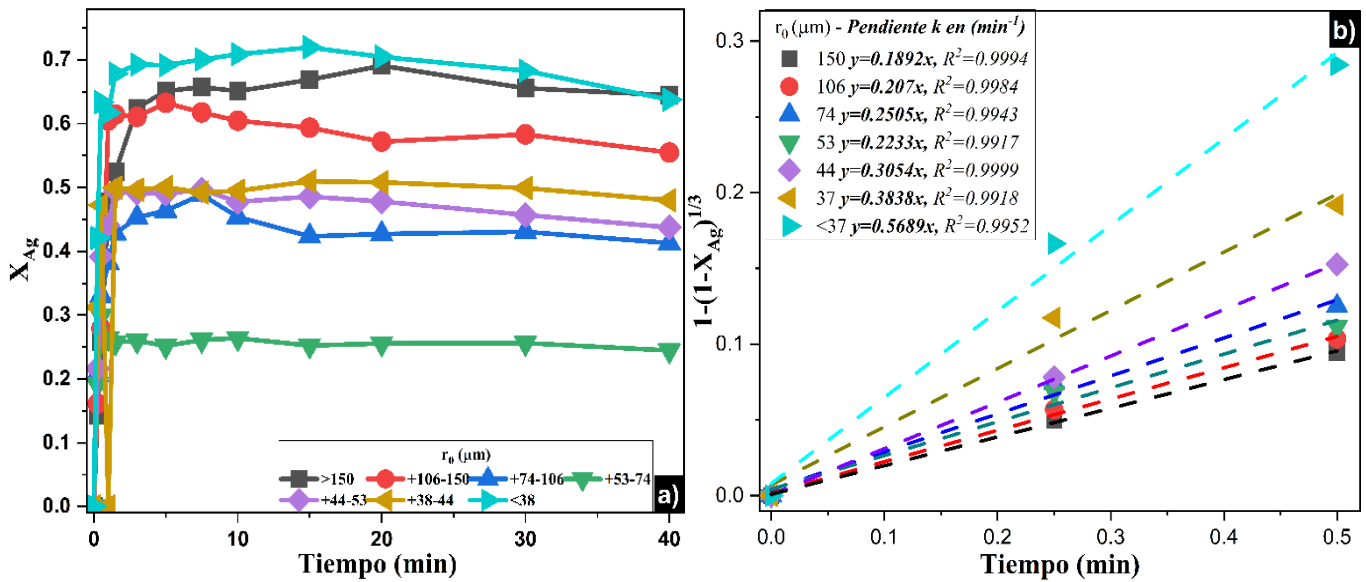 a)
X_Ag
0.7
0.6
0.5
0.4
0.3
0.2
0.1
0.0
0 10 20 30 40
Tiempo (min)
r₀ (µm)
>150 +106-150 +74-106 +53-74
+44-53 +38-44 <38
b)
1-(1-X_Ag)^1/3
0.3
0.2
0.1
0.0
0.0 0.1 0.2 0.3 0.4 0.5
Tiempo (min)
r₀ (µm) - Pendiente k en (min⁻¹)
150 y=0.1892x, R²=0.9994
106 y=0.207x, R²=0.9984
74 y=0.2505x, R²=0.9943
53 y=0.2233x, R²=0.9917
44 y=0.3054x, R²=0.9999
37 y=0.3838x, R²=0.9918
<37 y=0.5689x, R²=0.9952